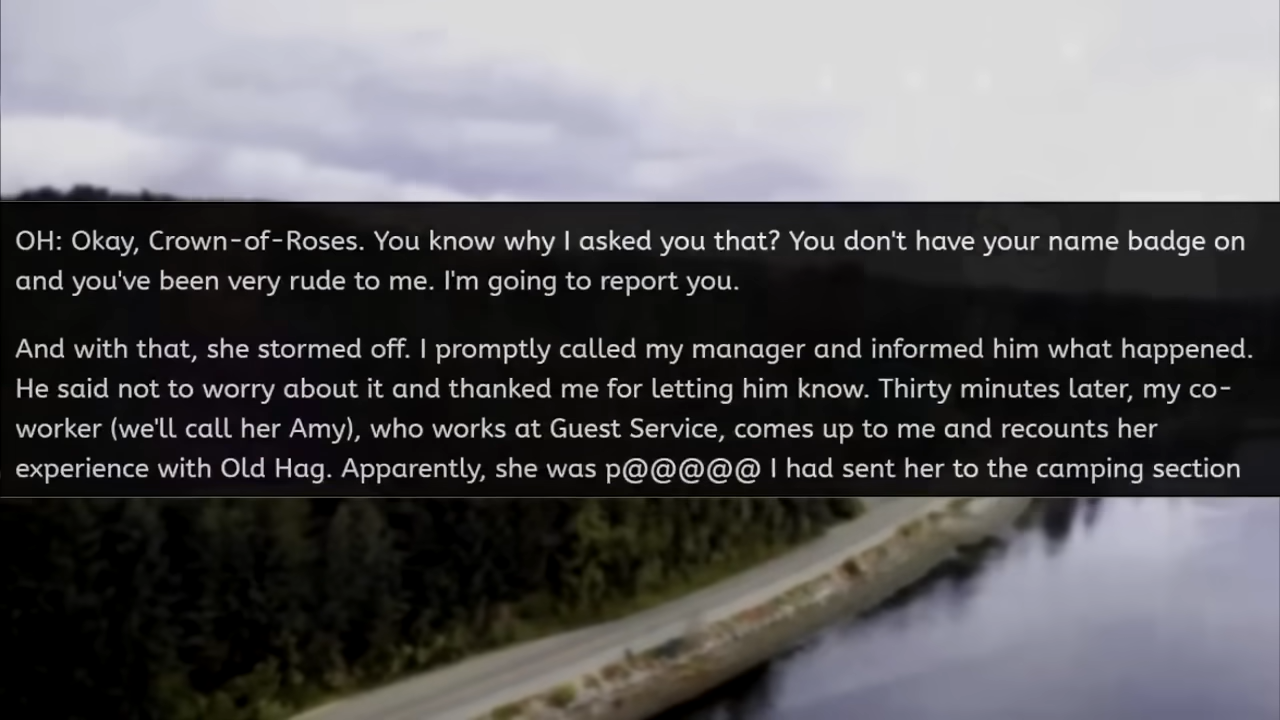 OH: Okay, Crown-of-Roses. You know why I asked you that? You don't have your name badge on
and you've been very rude to me. I'm going to report you.
And with that, she stormed off. I promptly called my manager and informed him what happened.
He said not to worry about it and thanked me for letting him know. Thirty minutes later, my co-
worker (we'll call her Amy), who works at Guest Service, comes up to me and recounts her
experience with Old Hag. Apparently, she was p@@@@@ I had sent her to the camping section